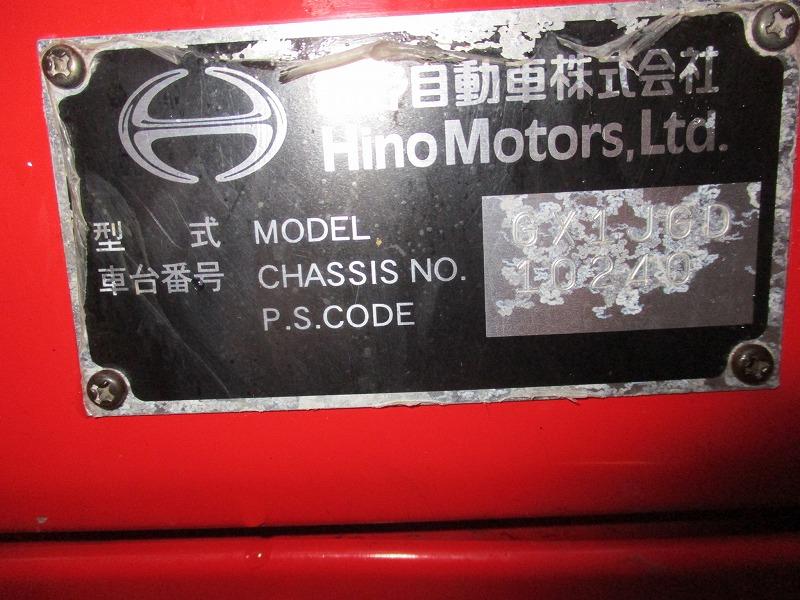 自動車株式会社
Hino Motors, Ltd.
型 式 MODEL GX1JGD
車台番号 CHASSIS NO. 10240
P.S.CODE